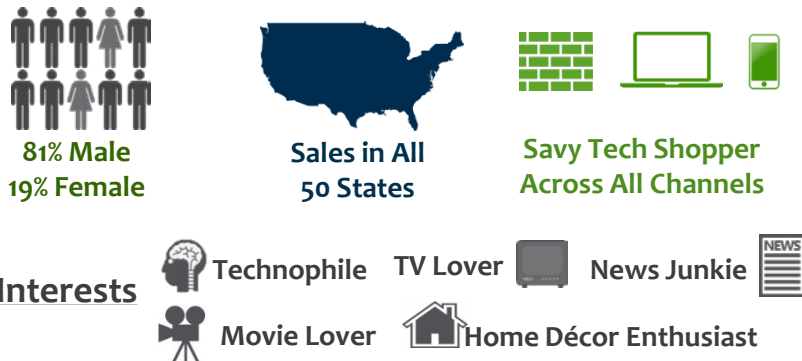 81% Male
19% Female
Sales in All
50 States
Savy Tech Shopper
Across All Channels
Interests
Technophile
TV Lover
News Junkie
NEWS
Movie Lover
Home Décor Enthusiast